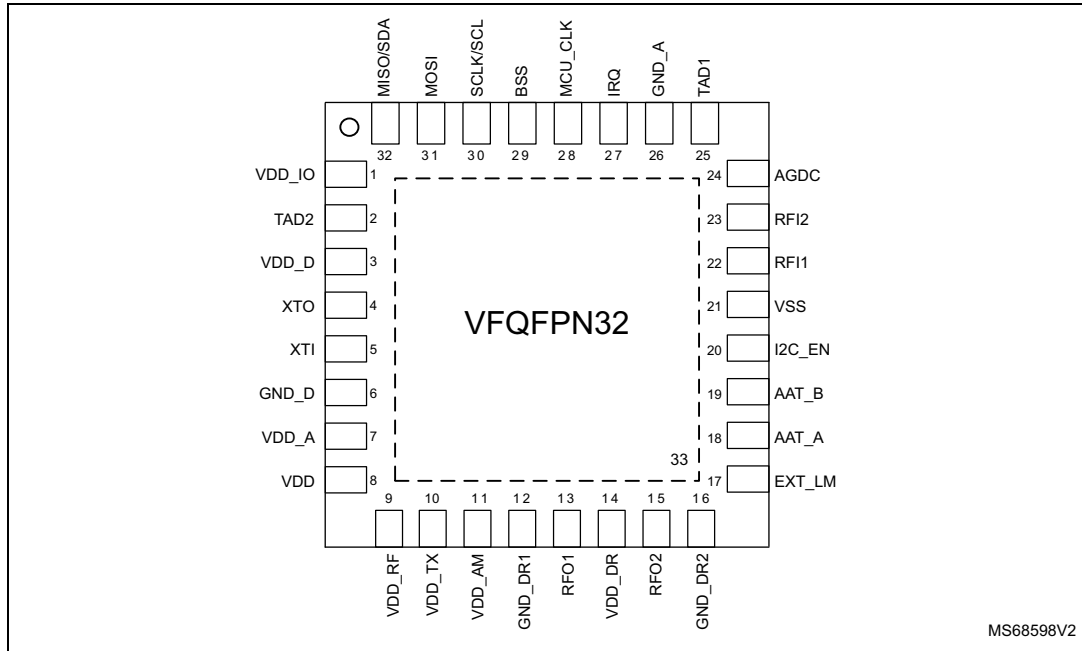 MISO/SDA
MOSI
SCLK/SCL
BSS
MCU_CLK
IRQ
GND_A
TAD1
32 31 30 29 28 27 26 25
VDD_IO 1
TAD2 2
VDD_D 3
XTO 4
XTI 5
GND_D 6
VDD_A 7
VDD 8
24 AGDC
23 RFI2
22 RFI1
21 VSS
20 I2C_EN
19 AAT_B
18 AAT_A
17 EXT_LM
VFQFPN32
33
9 10 11 12 13 14 15 16
VDD_RF
VDD_TX
VDD_AM
GND_DR1
RFO1
VDD_DR
RFO2
GND_DR2
MS68598V2